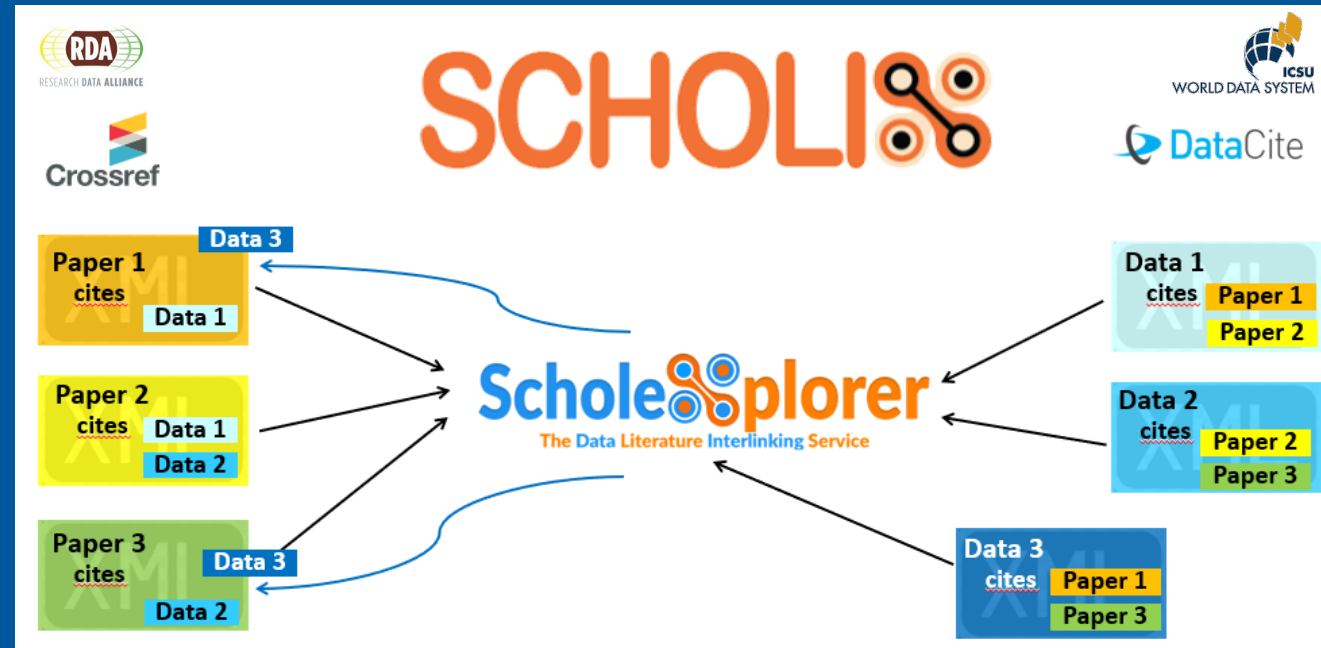 RDA
RESEARCH DATA ALLIANCE
Crossref
SCHOLIX
ICSU
WORLD DATA SYSTEM
DataCite
Data 3
Paper 1
cites
Data 1
Paper 2
cites
Data 1
Data 2
Paper 3
cites
Data 3
Data 2
ScholeXplorer
The Data Literature Interlinking Service
Data 1
cites
Paper 1
Paper 2
Data 2
cites
Paper 2
Paper 3
Data 3
cites
Paper 1
Paper 3